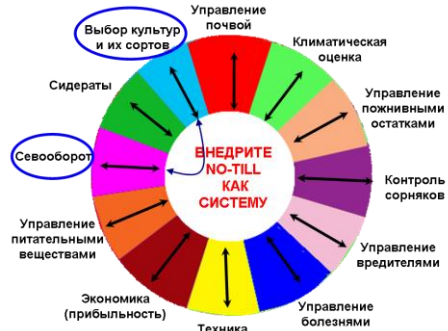 Управление
почвой
Климатическая
оценка
Управление
пожнивными
остатками
Контроль
сорняков
Управление
вредителями
Управление
болезнями
Техника
Экономика
(прибыльность)
Управление
питательными
веществами
Севооборот
Сидераты
Выбор культур
и их сортов
ВНЕДРИТЕ
NO-TILL
КАК
СИСТЕМУ